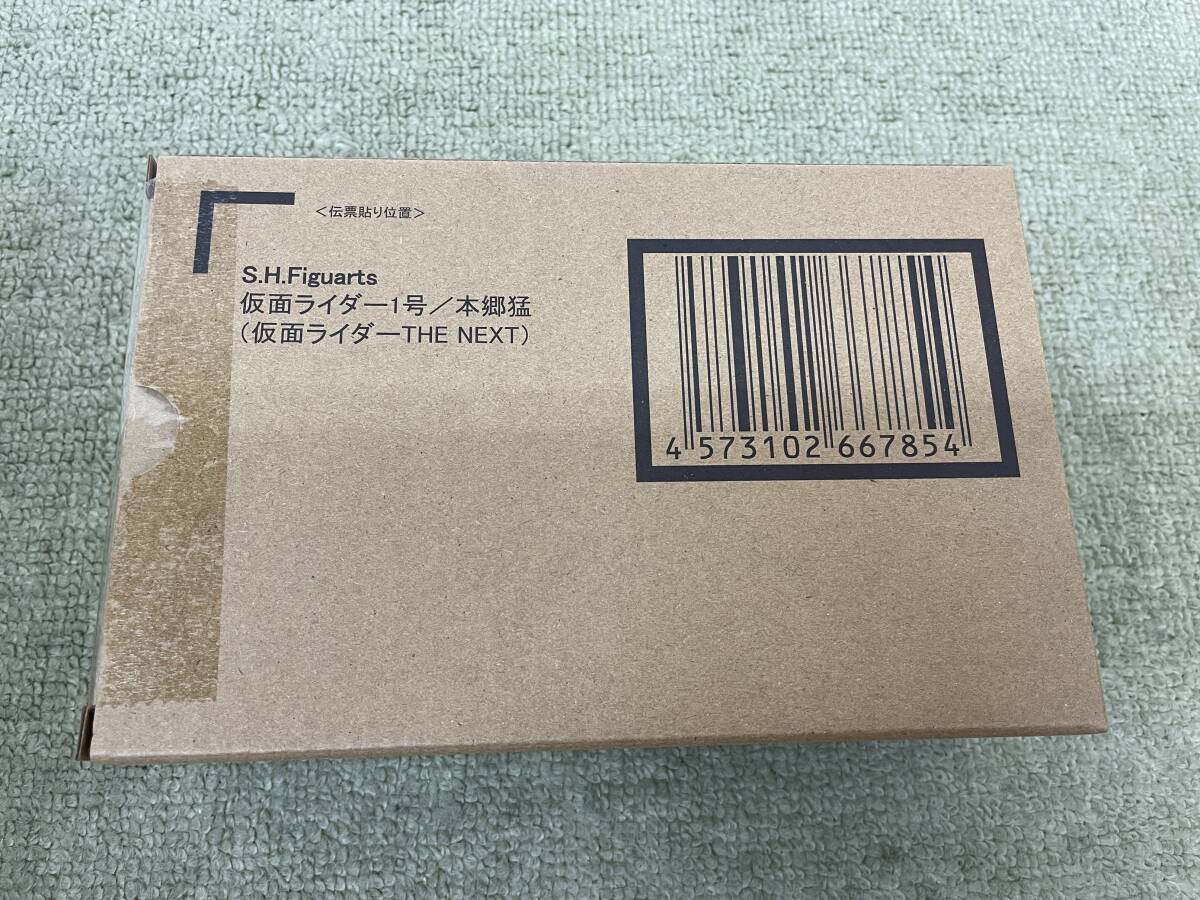 ＜伝票貼り位置＞
S.H.Figuarts
仮面ライダー1号／本郷猛
（仮面ライダーTHE NEXT）
4 573102 667854